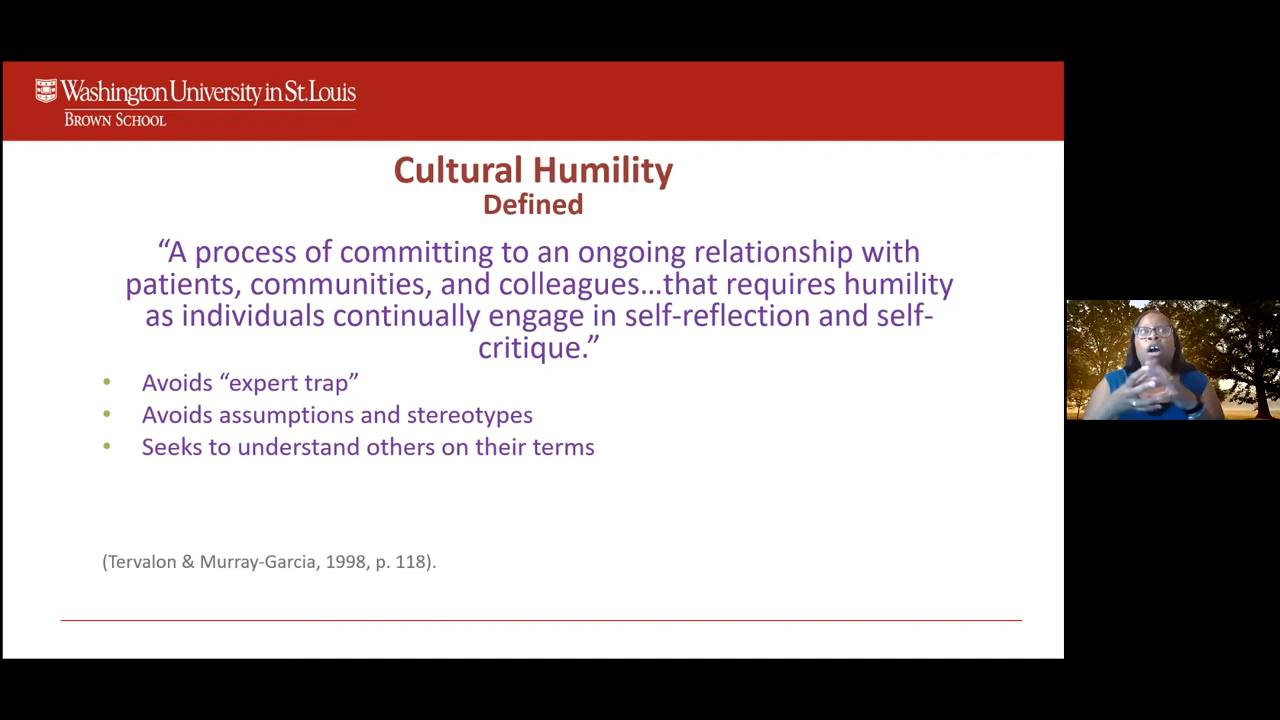 Washington University in St. Louis
BROWN SCHOOL
Cultural Humility
Defined
“A process of committing to an ongoing relationship with
patients, communities, and colleagues…that requires humility
as individuals continually engage in self-reflection and self-
critique.”
• Avoids “expert trap”
• Avoids assumptions and stereotypes
• Seeks to understand others on their terms
(Tervalon & Murray-Garcia, 1998, p. 118).